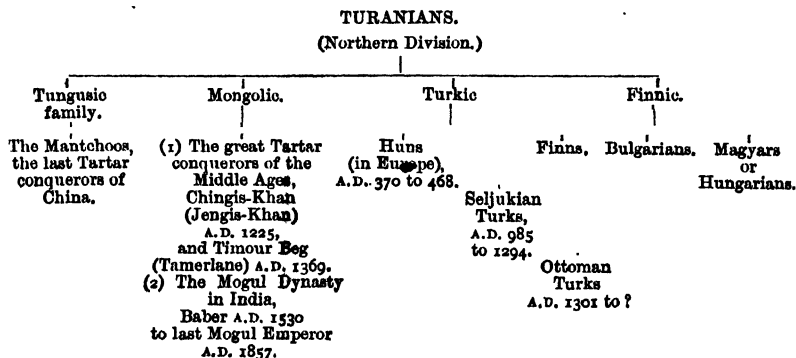 TURANIANS.
(Northern Division.)
Tungusic
family.
The Mantchoos,
the last Tartar
conquerors of
China.
Mongolic.
(1) The great Tartar
conquerors of the
Middle Ages,
Chingis-Khan
(Jengis-Khan)
A.D. 1225,
and Timour Beg
(Tamerlane) A.D. 1369.
(2) The Mogul Dynasty
in India,
Baber A.D. 1530
to last Mogul Emperor
A.D. 1857.
Turkic
Huns
(in Europe),
A.D. 370 to 468.
Seljukian
Turks,
A.D. 985
to 1294.
Ottoman
Turks
A.D. 1301 to ?
Finnic.
Finns.
Bulgarians.
Magyars
or
Hungarians.